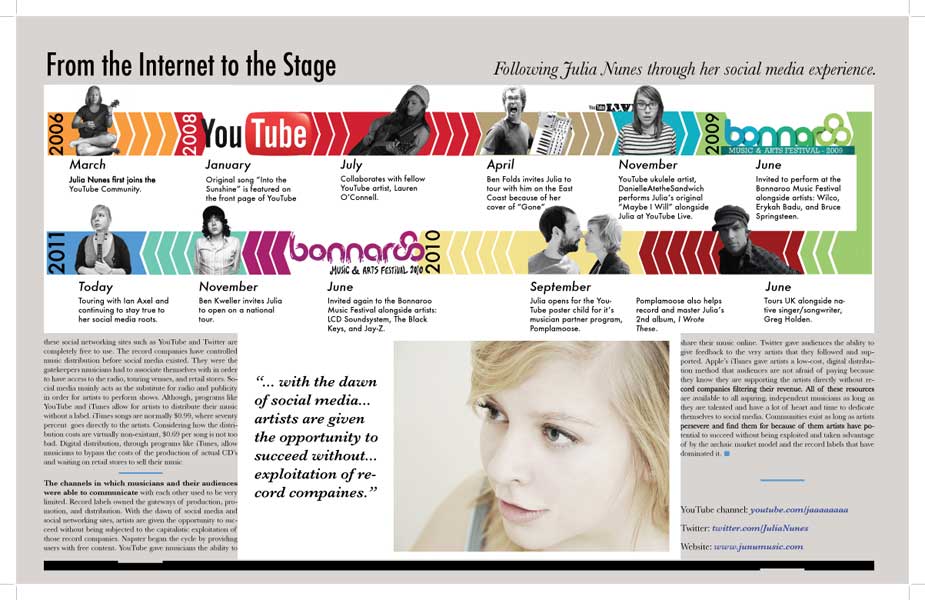 From the Internet to the Stage
Following Julia Nunes through her social media experience.
2006
2008
You Tube
You Tube LIVE
2009
bonnaroo
MUSIC & ARTS FESTIVAL - 2009
March
Julia Nunes first joins the
YouTube Community.
January
Original song "Into the
Sunshine" is featured on
the front page of YouTube
July
Collaborates with fellow
YouTube artist, Lauren
O'Connell.
April
Ben Folds invites Julia to
tour with him on the East
Coast because of her
cover of "Gone"
November
YouTube ukulele artist,
DanielleAtetheSandwich
performs Julia's original
"Maybe I Will" alongside
Julia at YouTube Live.
June
Invited to perform at the
Bonnaroo Music Festival
alongside artists: Wilco,
Erykah Badu, and Bruce
Springsteen.
2011
bonnaroo
MUSIC & ARTS FESTIVAL 2010
2010
Today
Touring with Ian Axel and
continuing to stay true to
her social media roots.
November
Ben Kweller invites Julia
to open on a national
tour.
June
Invited again to the Bonnaroo
Music Festival alongside artists:
LCD Soundsystem, The Black
Keys, and Jay-Z.
September
Julia opens for the You-
Tube poster child for it's
musician partner program,
Pomplamoose.
Pomplamoose also helps
record and master Julia's
2nd album, I Wrote
These.
June
Tours UK alongside na-
tive singer/songwriter,
Greg Holden.
these social networking sites such as YouTube and Twitter are
completely free to use. The record companies have controlled
music distribution before social media existed. They were the
gatekeepers musicians had to associate themselves with in order
to have access to the radio, touring venues, and retail stores. So-
cial media mainly acts as the substitute for radio and publicity
in order for artists to perform shows. Although, programs like
YouTube and iTunes allow for artists to distribute their music
without a label. iTunes songs are normally $0.99, where seventy
percent goes directly to the artists. Considering how the distri-
bution costs are virtually non-existant, $0.69 per song is not too
bad. Digital distribution, through programs like iTunes, allow
musicians to bypass the costs of the production of actual CD's
and waiting on retail stores to sell their music.
The channels in which musicians and their audiences
were able to communicate with each other used to be very
limited. Record labels owned the gateways of production, pro-
motion, and distribution. With the dawn of social media and
social networking sites, artists are given the opportunity to suc-
ceed without being subjected to the capitalistic exploitation of
those record companies. Napster began the cycle by providing
users with free content. YouTube gave musicians the ability to
"... with the dawn
of social media...
artists are given
the opportunity to
succeed without...
exploitation of re-
cord compaines."
share their music online. Twitter gave audiences the ability to
give feedback to the very artists that they followed and sup-
ported. Apple's iTunes gave artists a low-cost, digital distribu-
tion method that audiences are not afraid of paying because
they know they are supporting the artists directly without re-
cord companies filtering their revenue. All of these resources
are available to all aspiring, independent musicians as long as
they are talented and have a lot of heart and time to dedicate
themselves to social media. Communities exist as long as artists
persevere and find them for because of them artists have po-
tential to succeed without being exploited and taken advantage
of by the archaic market model and the record labels that have
dominated it.
YouTube channel: youtube.com/jaaaaaaa
Twitter: twitter.com/JuliaNunes
Website: www.junumusic.com